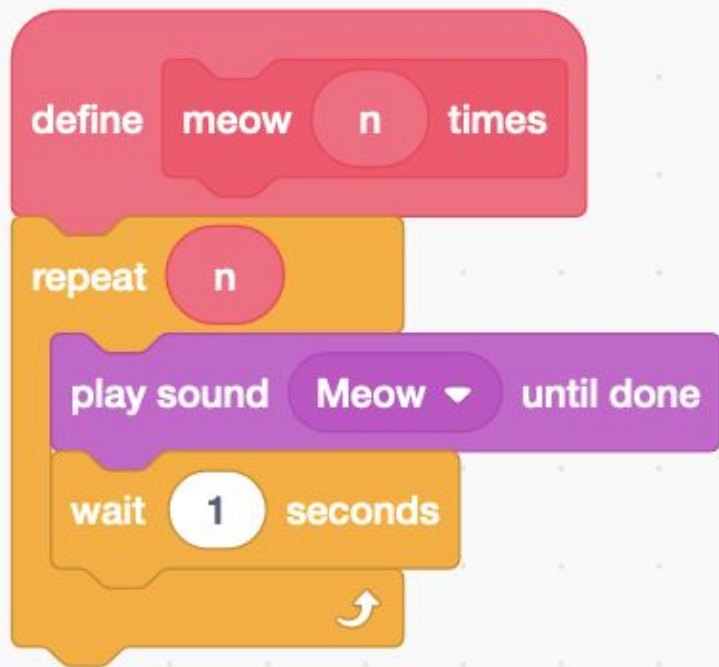 define meow n times
repeat n
play sound Meow until done
wait 1 seconds